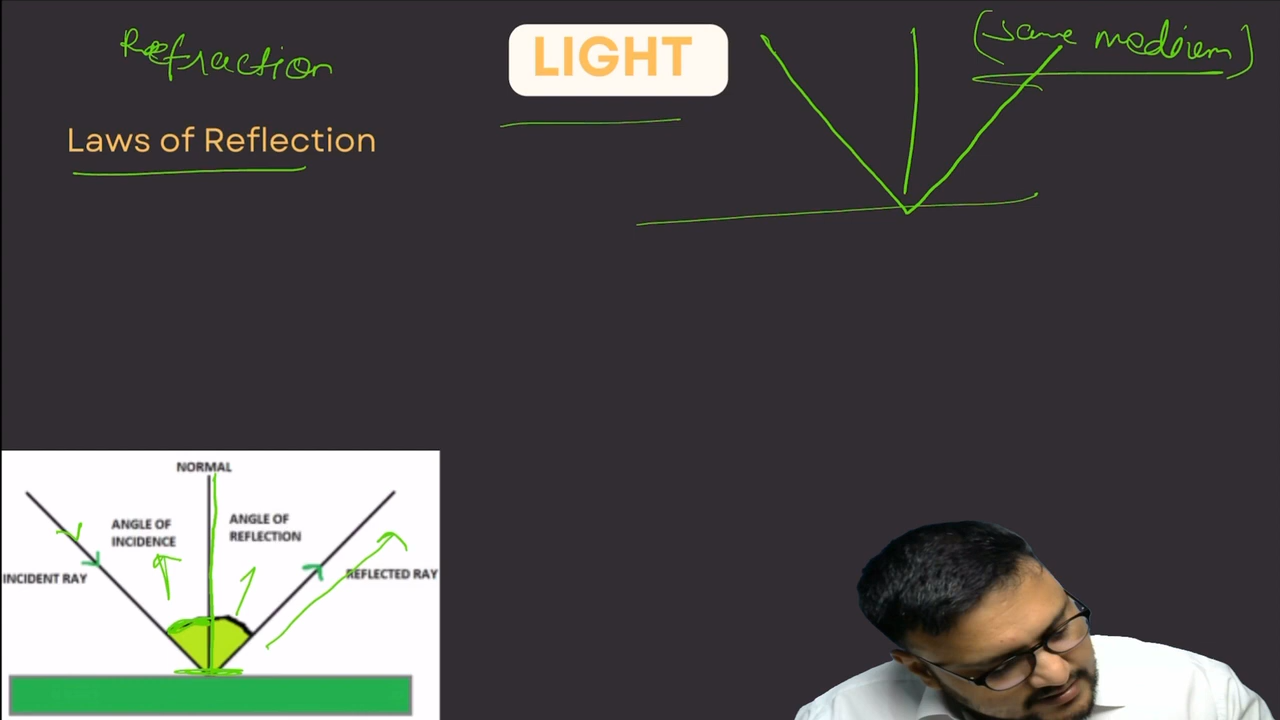 Refraction
LIGHT
(same medium)
Laws of Reflection
NORMAL
ANGLE OF
INCIDENCE
ANGLE OF
REFLECTION
INCIDENT RAY
REFLECTED RAY